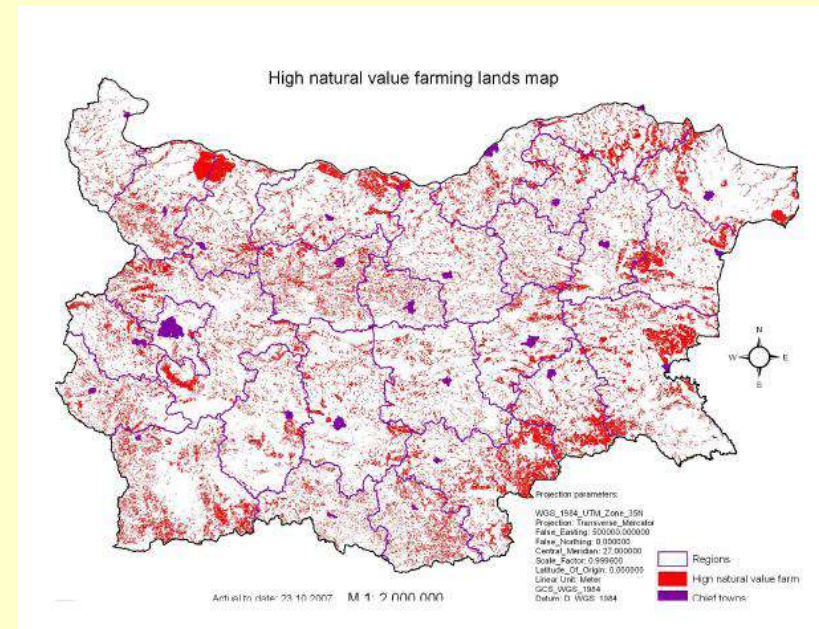 High natural value farming lands map
N
W E
S
Projection parameters:
WGS_1984_UTM_Zone_35N
Projection: Transverse_Mercator
False_Easting: 500000.000000
False_Northing: 0.000000
Central_Meridian: 27.000000
Scale_Factor: 0.999600
Latitude_Of_Origin: 0.000000
Linear Unit: Meter
GCS_WGS_1984
Datum: D_WGS_1984
Regions
High natural value farm
Chief towns
Actual to date: 23.10.2007 M 1: 2 000 000